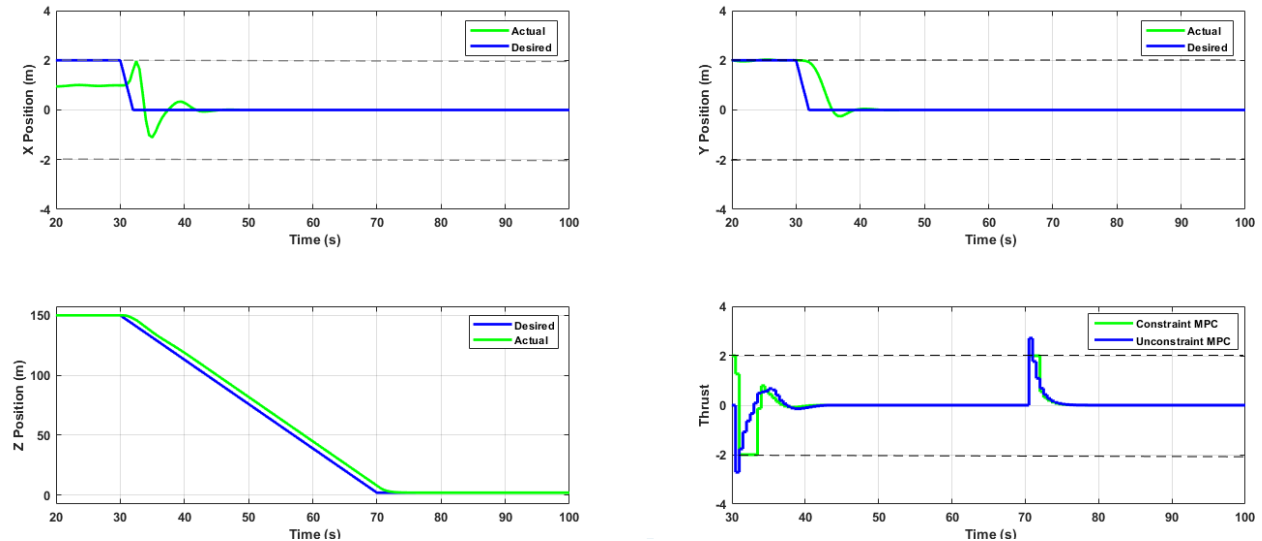 4
2
0
-2
-4
X Position (m)
Actual
Desired
20 30 40 50 60 70 80 90 100
Time (s)
4
2
0
-2
-4
Y Position (m)
Actual
Desired
20 30 40 50 60 70 80 90 100
Time (s)
150
100
50
0
Z Position (m)
Desired
Actual
20 30 40 50 60 70 80 90 100
Time (s)
4
2
0
-2
-4
Thrust
Constraint MPC
Unconstraint MPC
30 40 50 60 70 80 90 100
Time (s)